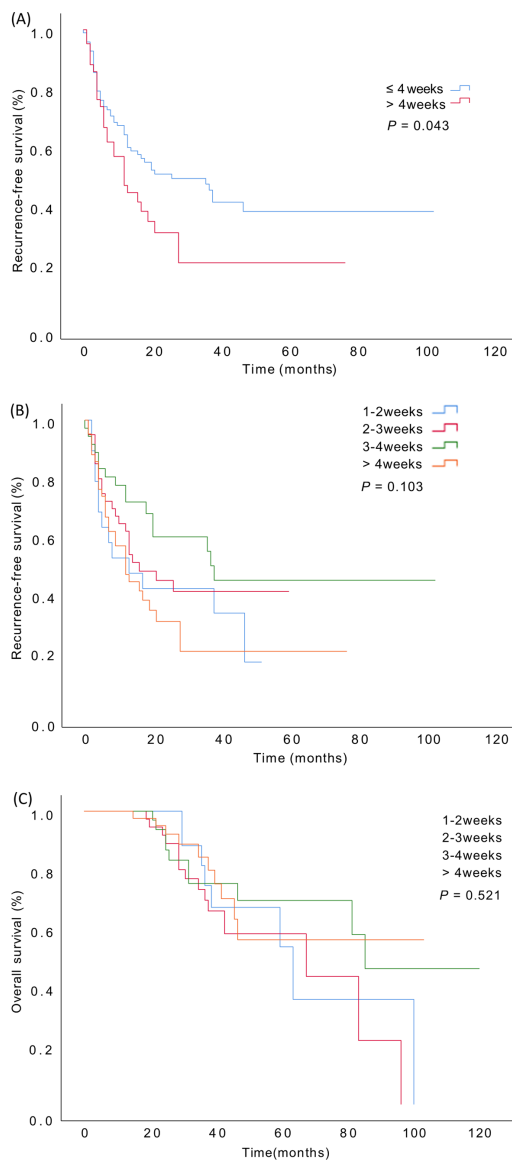 (A)
1.0
0.8
0.6
0.4
0.2
0.0
Recurrence-free survival (%)
≤ 4weeks
> 4weeks
P = 0.043
0 20 40 60 80 100 120
Time (months)
(B)
1.0
0.8
0.6
0.4
0.2
0.0
Recurrence-free survival (%)
1-2weeks
2-3weeks
3-4weeks
> 4weeks
P = 0.103
0 20 40 60 80 100 120
Time (months)
(C)
1.0
0.8
0.6
0.4
0.2
0.0
Overall survival (%)
1-2weeks
2-3weeks
3-4weeks
> 4weeks
P = 0.521
0 20 40 60 80 100 120
Time(months)